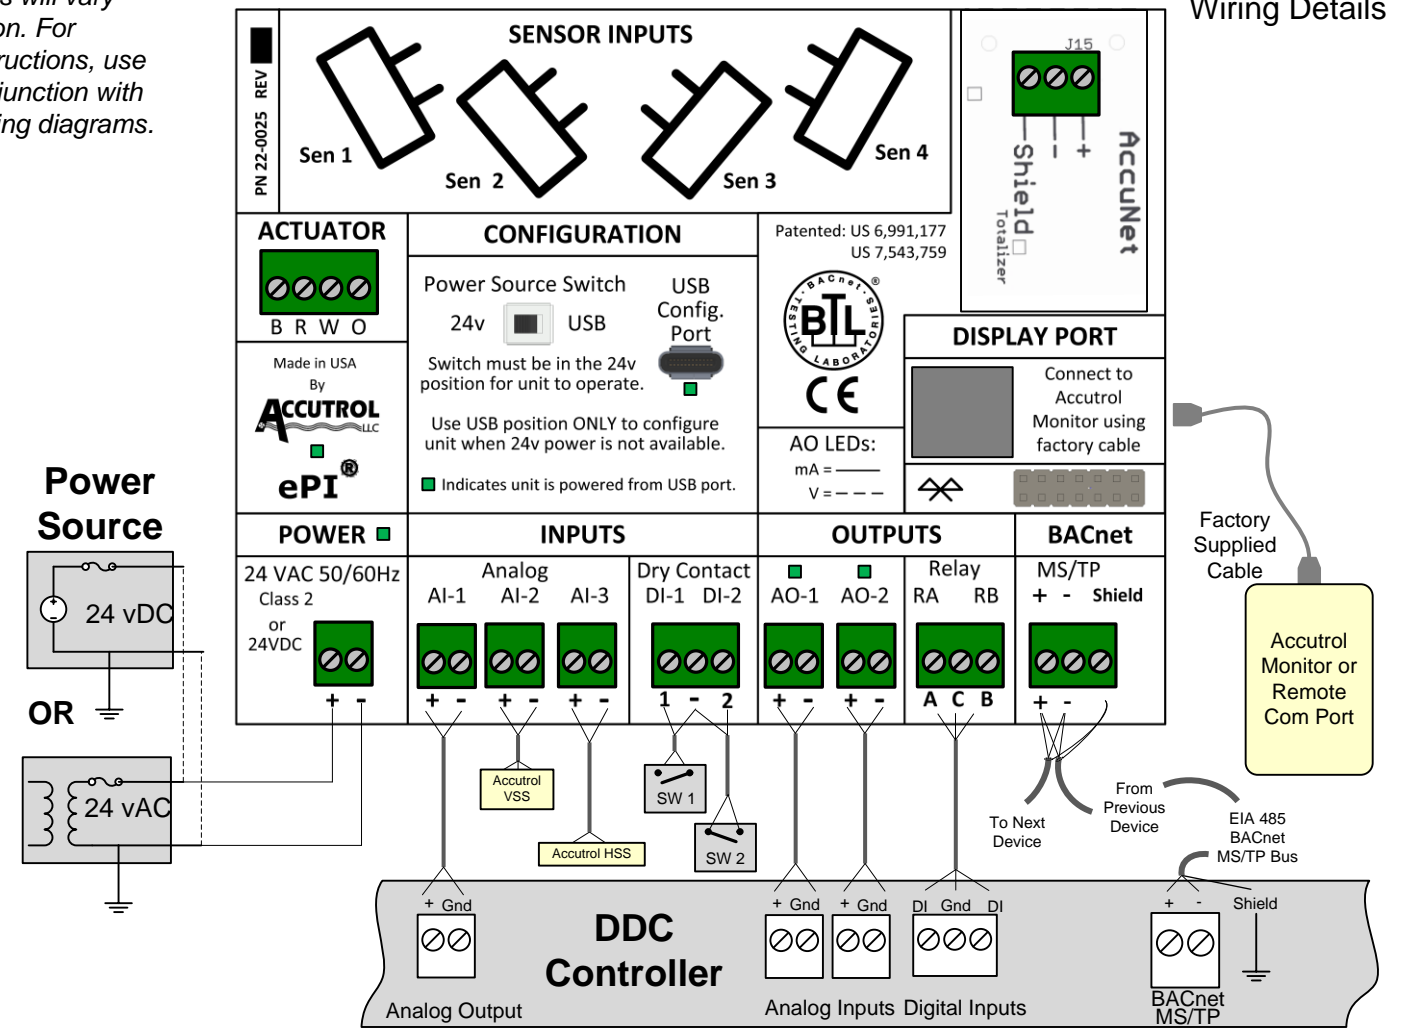 s will vary
on. For
ructions, use
junction with
ing diagrams.
Wiring Details
PN 22-0025 REV
SENSOR INPUTS
Sen 1
Sen 2
Sen 3
Sen 4
J15
Shield
-
+
Totalizer
AccuNet
ACTUATOR
B R W O
Made in USA
By
ACCUTROL
LLC
ePI®
CONFIGURATION
Power Source Switch
24v
USB
USB
Config.
Port
Switch must be in the 24v
position for unit to operate.
Use USB position ONLY to configure
unit when 24v power is not available.
Indicates unit is powered from USB port.
Patented: US 6,991,177
US 7,543,759
BACnet
®
TESTING LABORATORIES
BTL
CE
AO LEDs:
mA =
V =
DISPLAY PORT
Connect to
Accutrol
Monitor using
factory cable
Factory
Supplied
Cable
Accutrol
Monitor or
Remote
Com Port
Power
Source
24 vDC
+
-
OR
24 vAC
POWER
24 VAC 50/60Hz
Class 2
or
24VDC
+ -
INPUTS
Analog
AI-1 AI-2 AI-3
+ - + - + -
Dry Contact
DI-1 DI-2
1 - 2
OUTPUTS
AO-1 AO-2
+ - + -
Relay
RA RB
A C B
BACnet
MS/TP
+ - Shield
+ -
Accutrol
VSS
Accutrol HSS
SW 1
SW 2
To Next
Device
From
Previous
Device
EIA 485
BACnet
MS/TP Bus
DDC
Controller
+ Gnd
Analog Output
+ Gnd + Gnd
Analog Inputs
DI Gnd DI
Digital Inputs
+ - Shield
BACnet
MS/TP